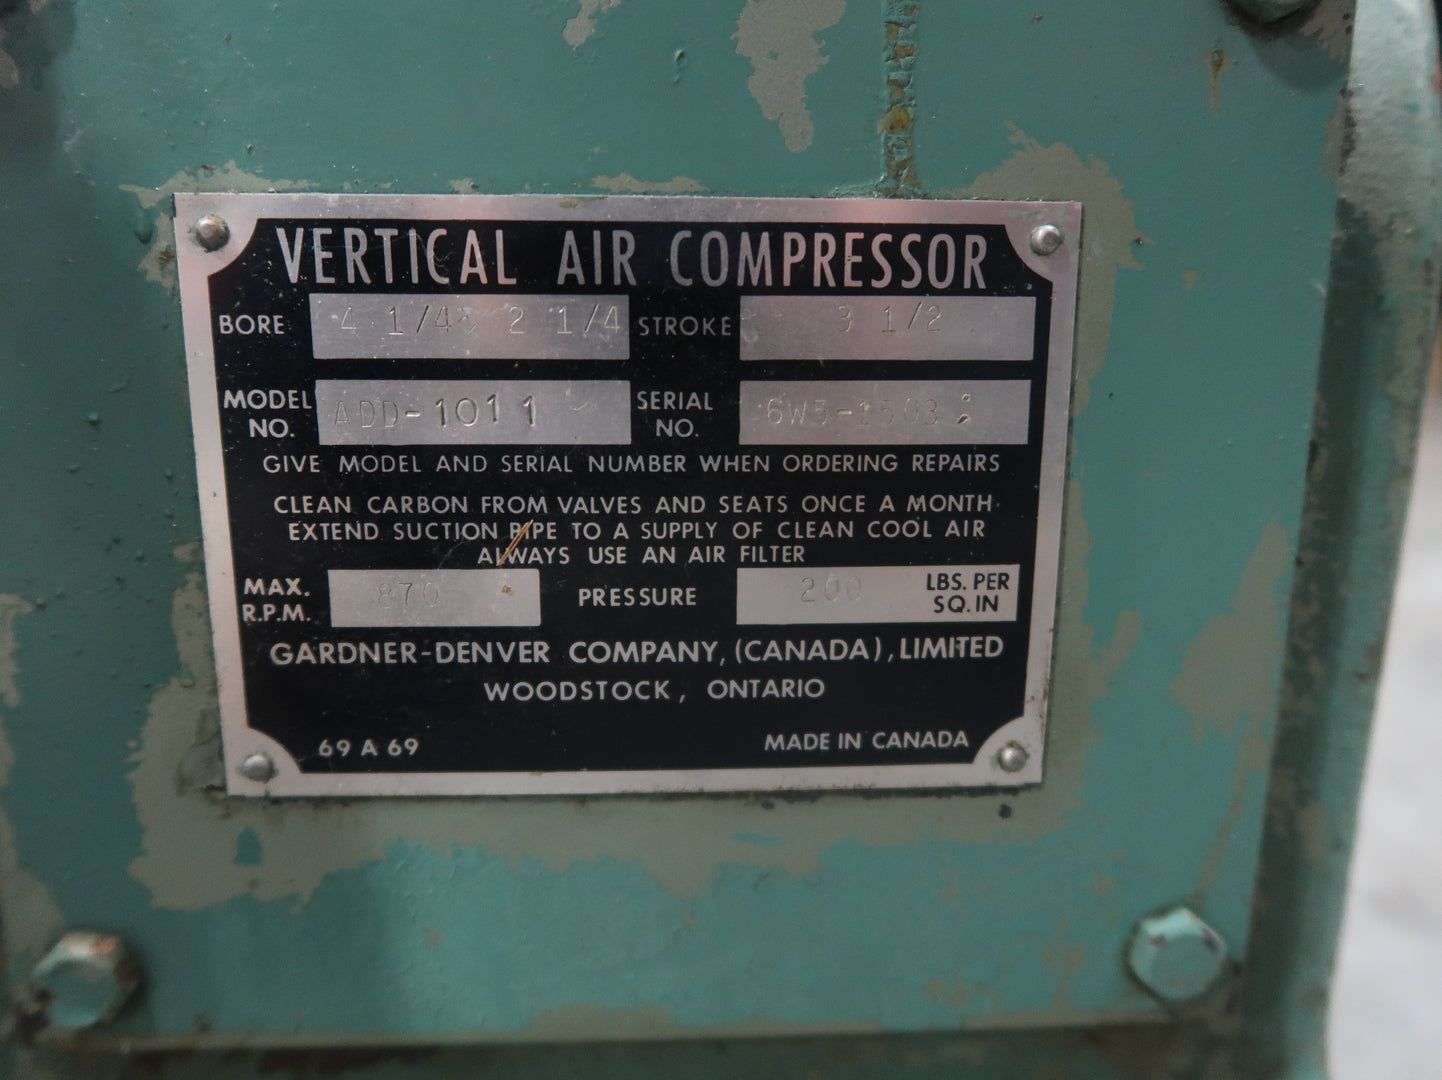 VERTICAL AIR COMPRESSOR
BORE 4 1/4 & 2 1/4 STROKE 3 1/2
MODEL NO. ADD-1011 SERIAL NO. 6W5-1503
GIVE MODEL AND SERIAL NUMBER WHEN ORDERING REPAIRS
CLEAN CARBON FROM VALVES AND SEATS ONCE A MONTH
EXTEND SUCTION PIPE TO A SUPPLY OF CLEAN COOL AIR
ALWAYS USE AN AIR FILTER
MAX. R.P.M. 870 PRESSURE 200 LBS. PER SQ. IN
GARDNER-DENVER COMPANY, (CANADA), LIMITED
WOODSTOCK, ONTARIO
69 A 69 MADE IN CANADA